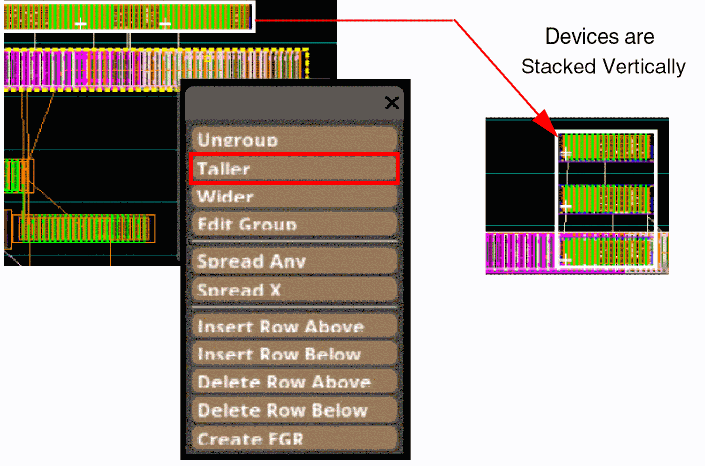 Devices are
Stacked Vertically
Ungroup
Taller
Wider
Edit Group
Spread Any
Spread X
Insert Row Above
Insert Row Below
Delete Row Above
Delete Row Below
Create FGR